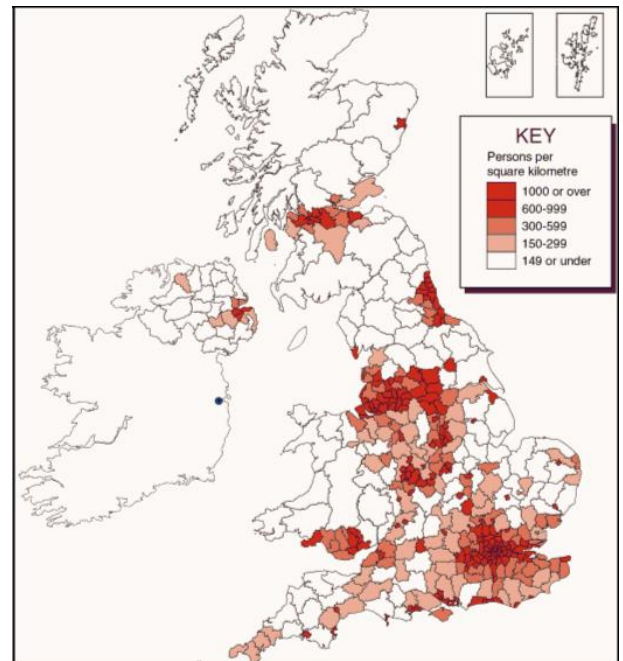 KEY
Persons per
square kilometre
1000 or over
600-999
300-599
150-299
149 or under